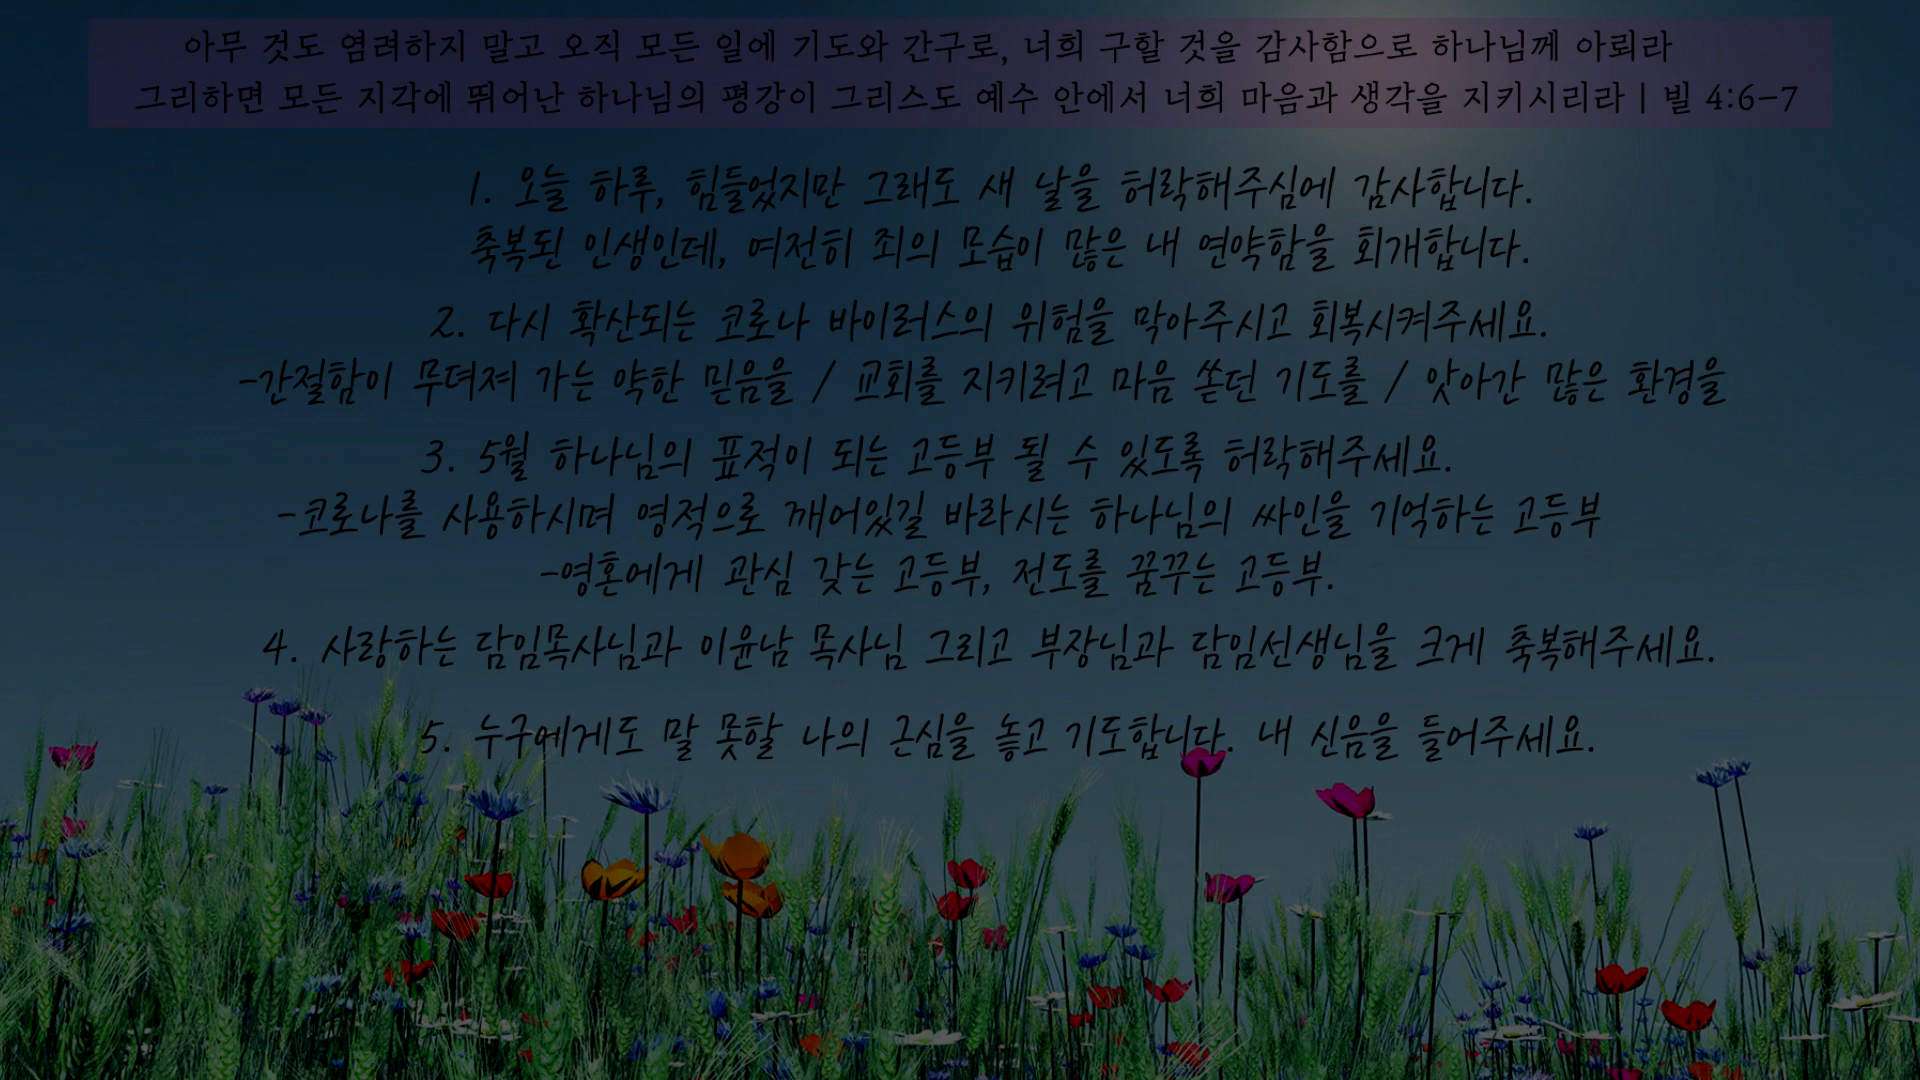 아무 것도 염려하지 말고 오직 모든 일에 기도와 간구로, 너희 구할 것을 감사함으로 하나님께 아뢰라
그리하면 모든 지각에 뛰어난 하나님의 평강이 그리스도 예수 안에서 너희 마음과 생각을 지키시리라 | 빌 4:6-7
1. 오늘 하루, 힘들었지만 그래도 새 날을 허락해주심에 감사합니다.
축복된 인생인데, 여전히 죄의 모습이 많은 내 연약함을 회개합니다.
2. 다시 확산되는 코로나 바이러스의 위험을 막아주시고 회복시켜주세요.
-간절함이 무뎌져 가는 약한 믿음을 / 교회를 지키려고 마음 쏟던 기도를 / 앗아간 많은 환경을
3. 5월 하나님의 표적이 되는 고등부 될 수 있도록 허락해주세요.
-코로나를 사용하시며 영적으로 깨어있길 바라시는 하나님의 싸인을 기억하는 고등부
-영혼에게 관심 갖는 고등부, 전도를 꿈꾸는 고등부.
4. 사랑하는 담임목사님과 이윤남 목사님 그리고 부장님과 담임선생님을 크게 축복해주세요.
5. 누구에게도 말 못할 나의 근심을 놓고 기도합니다. 내 신음을 들어주세요.